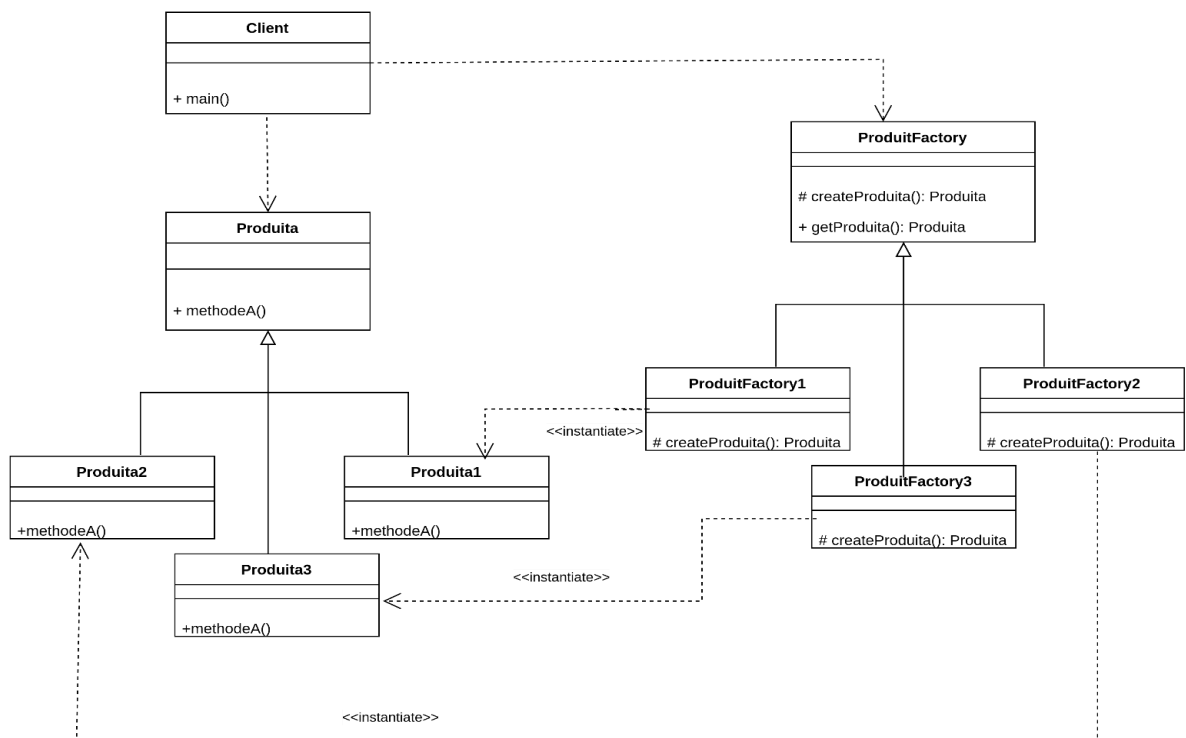 Client
+ main()
ProduitFactory
# createProduita(): Produita
+ getProduita(): Produita
Produita
+ methodeA()
ProduitFactory1
# createProduita(): Produita
ProduitFactory2
# createProduita(): Produita
<<instantiate>>
Produita2
+methodeA()
Produita1
+methodeA()
ProduitFactory3
# createProduita(): Produita
Produita3
+methodeA()
<<instantiate>>
<<instantiate>>